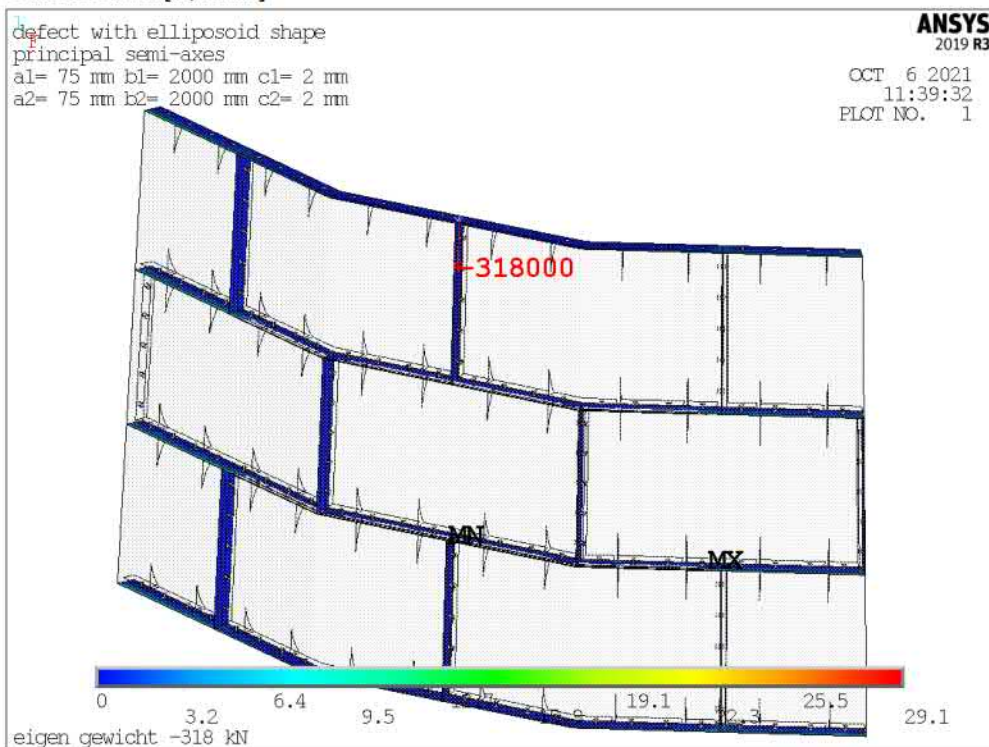 defect with elliposoid shape
principal semi-axes
a1= 75 mm b1= 2000 mm c1= 2 mm
a2= 75 mm b2= 2000 mm c2= 2 mm
ANSYS
2019 R3
OCT 6 2021
11:39:32
PLOT NO. 1
-318000
MN
MX
0
3.2
6.4
9.5
19.1
25.5
29.1
eigen gewicht -318 kN